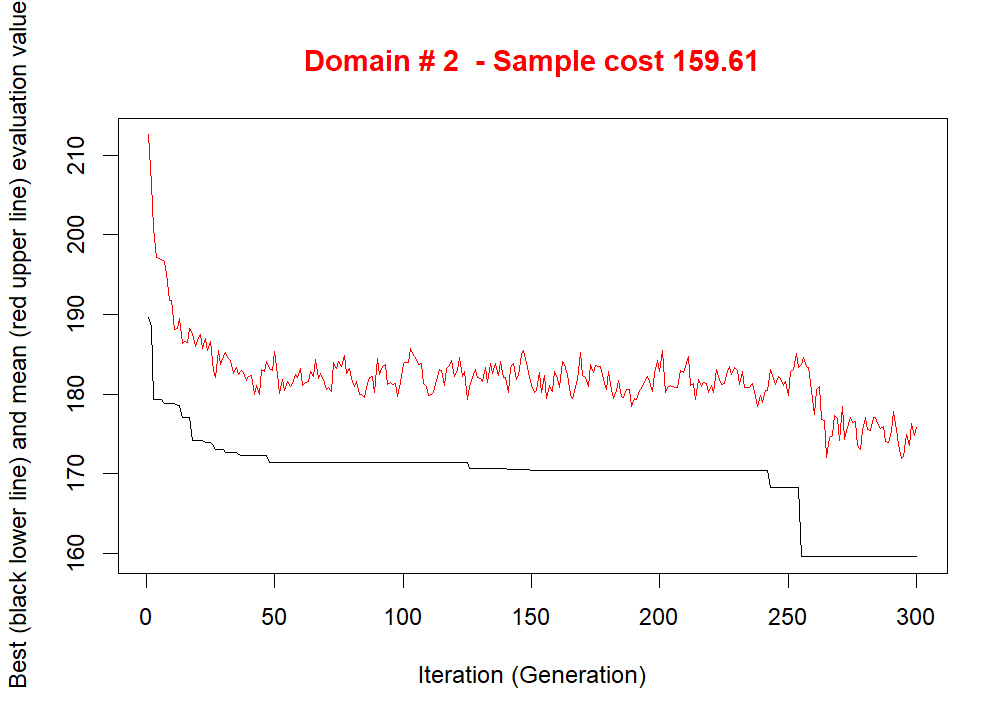 Domain # 2  - Sample cost 159.61
Best (black lower line) and mean (red upper line) evaluation value
210
200
190
180
170
160
0 50 100 150 200 250 300
Iteration (Generation)